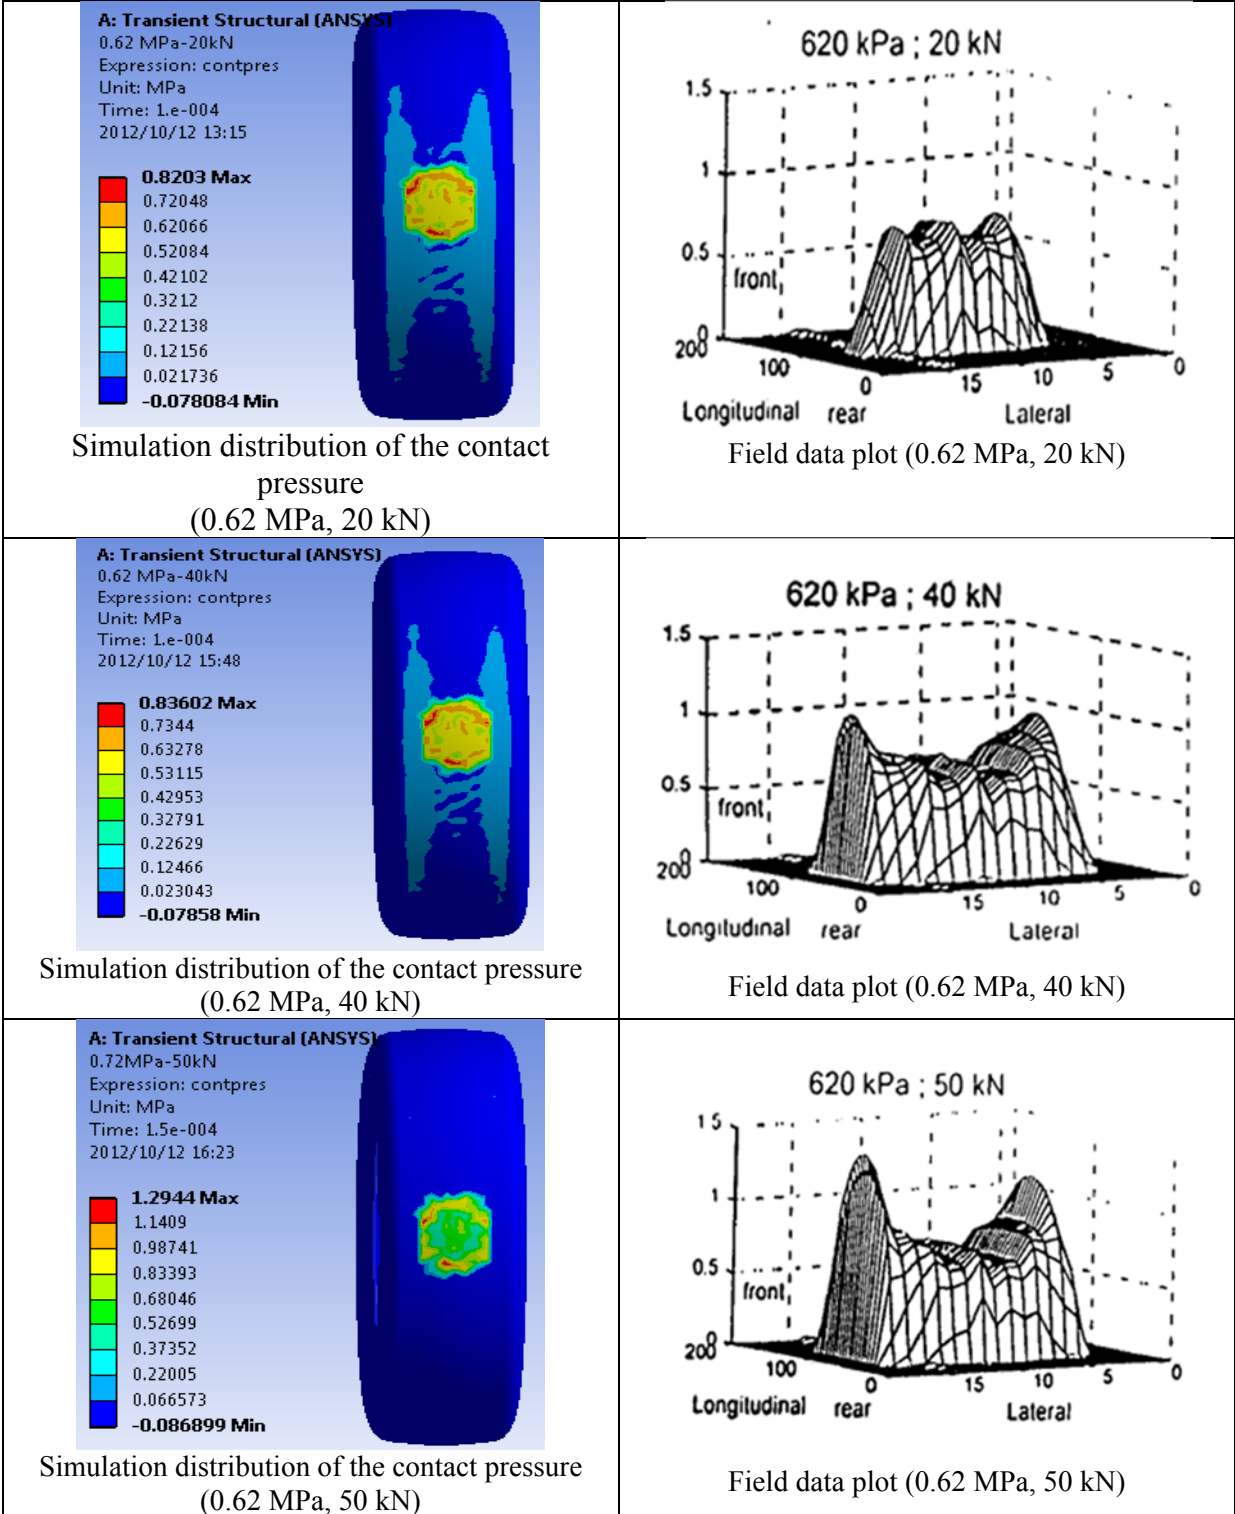 A: Transient Structural (ANSYS)
0.62 MPa-20kN
Expression: contpres
Unit: MPa
Time: 1.e-004
2012/10/12 13:15
0.8203 Max
0.72048
0.62066
0.52084
0.42102
0.3212
0.22138
0.12156
0.021736
-0.078084 Min
Simulation distribution of the contact
pressure
(0.62 MPa, 20 kN)
620 kPa ; 20 kN
1.5
1
0.5
front
0
200
100
0
15
10
5
0
Longitudinal rear Lateral
Field data plot (0.62 MPa, 20 kN)
A: Transient Structural (ANSYS)
0.62 MPa-40kN
Expression: contpres
Unit: MPa
Time: 1.e-004
2012/10/12 15:48
0.83602 Max
0.7344
0.63278
0.53115
0.42953
0.32791
0.22629
0.12466
0.023043
-0.07858 Min
Simulation distribution of the contact pressure
(0.62 MPa, 40 kN)
620 kPa ; 40 kN
1.5
1
0.5
front
0
200
100
0
15
10
5
0
Longitudinal rear Lateral
Field data plot (0.62 MPa, 40 kN)
A: Transient Structural (ANSYS)
0.72MPa-50kN
Expression: contpres
Unit: MPa
Time: 1.5e-004
2012/10/12 16:23
1.2944 Max
1.1409
0.98741
0.83393
0.68046
0.52699
0.37352
0.22005
0.066573
-0.086899 Min
Simulation distribution of the contact pressure
(0.62 MPa, 50 kN)
620 kPa ; 50 kN
1.5
1
0.5
front
0
200
100
0
15
10
5
0
Longitudinal rear Lateral
Field data plot (0.62 MPa, 50 kN)